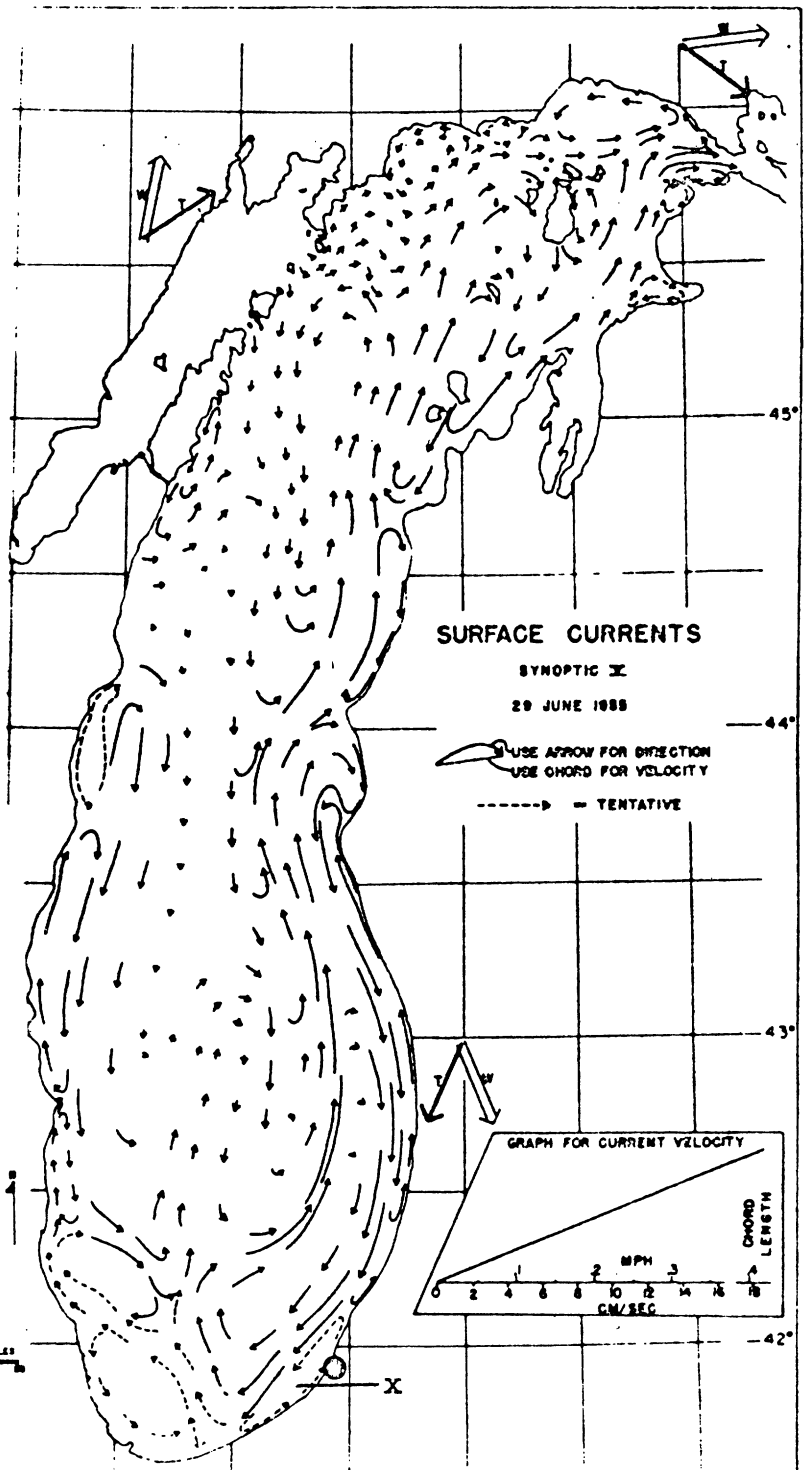 W
T
W
T
45°
SURFACE CURRENTS
SYNOPTIC V
29 JUNE 1955
44°
USE ARROW FOR DIRECTION
USE CHORD FOR VELOCITY
= TENTATIVE
43°
T
W
GRAPH FOR CURRENT VELOCITY
CHORD
LENGTH
MPH
1 2 3 4
0 2 4 6 8 10 12 14 16 18
CM/SEC
42°
X